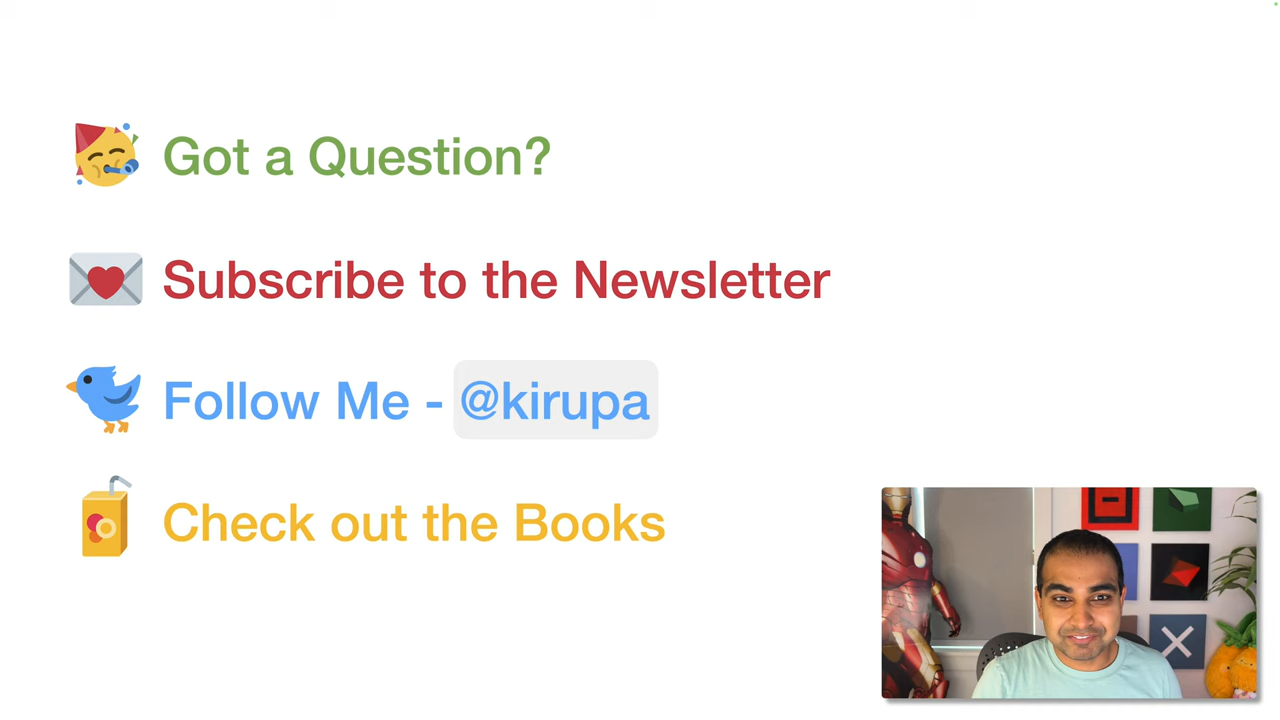 Got a Question?
Subscribe to the Newsletter
Follow Me - @kirupa
Check out the Books